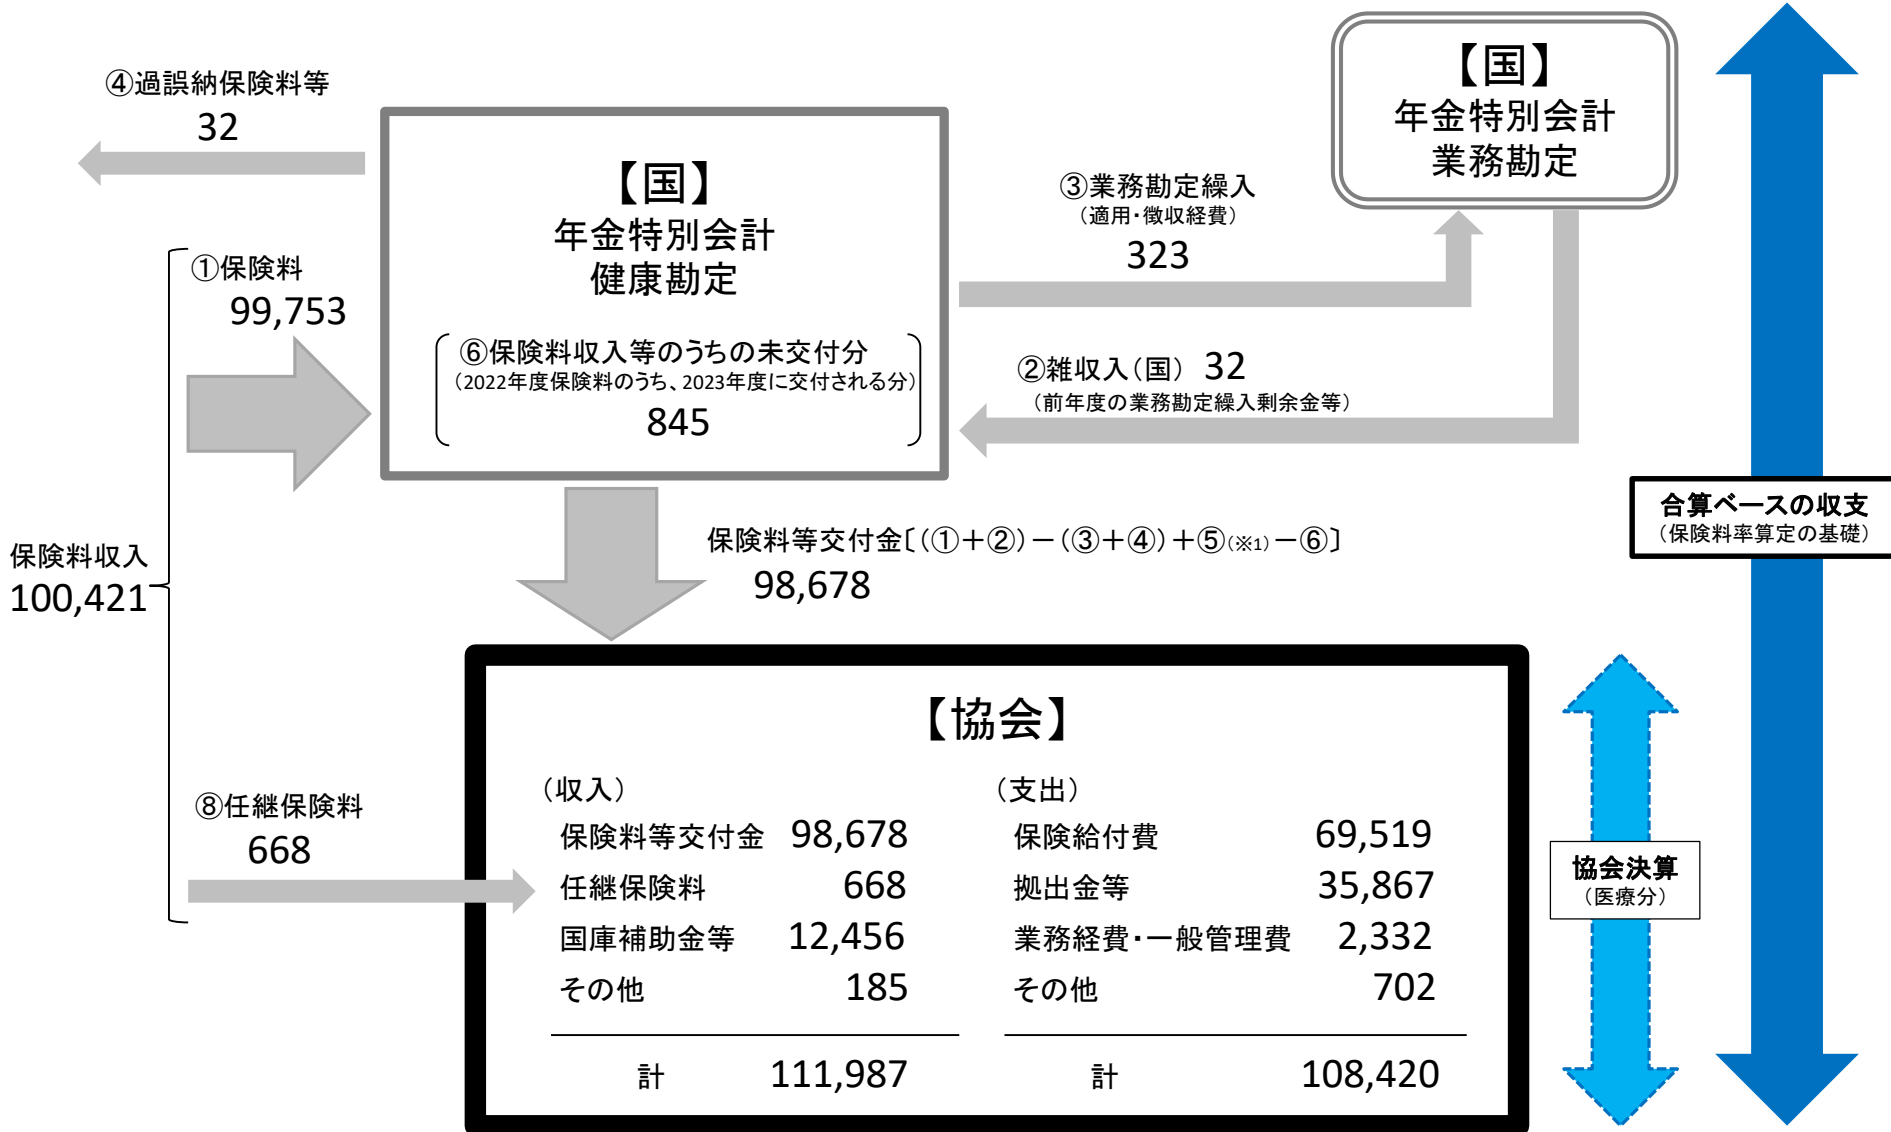 ④過誤納保険料等
32
【国】
年金特別会計
業務勘定
【国】
年金特別会計
健康勘定
⑥保険料収入等のうちの未交付分
（2022年度保険料のうち、2023年度に交付される分）
845
③業務勘定繰入
（適用・徴収経費）
323
②雑収入（国） 32
（前年度の業務勘定繰入剰余金等）
①保険料
99,753
保険料収入
100,421
保険料等交付金〔（①＋②）－（③＋④）＋⑤（※1）－⑥〕
98,678
合算ベースの収支
（保険料率算定の基礎）
⑧任継保険料
668
【協会】
（収入）
保険料等交付金 98,678
任継保険料 668
国庫補助金等 12,456
その他 185
計 111,987
（支出）
保険給付費 69,519
拠出金等 35,867
業務経費・一般管理費 2,332
その他 702
計 108,420
協会決算
（医療分）